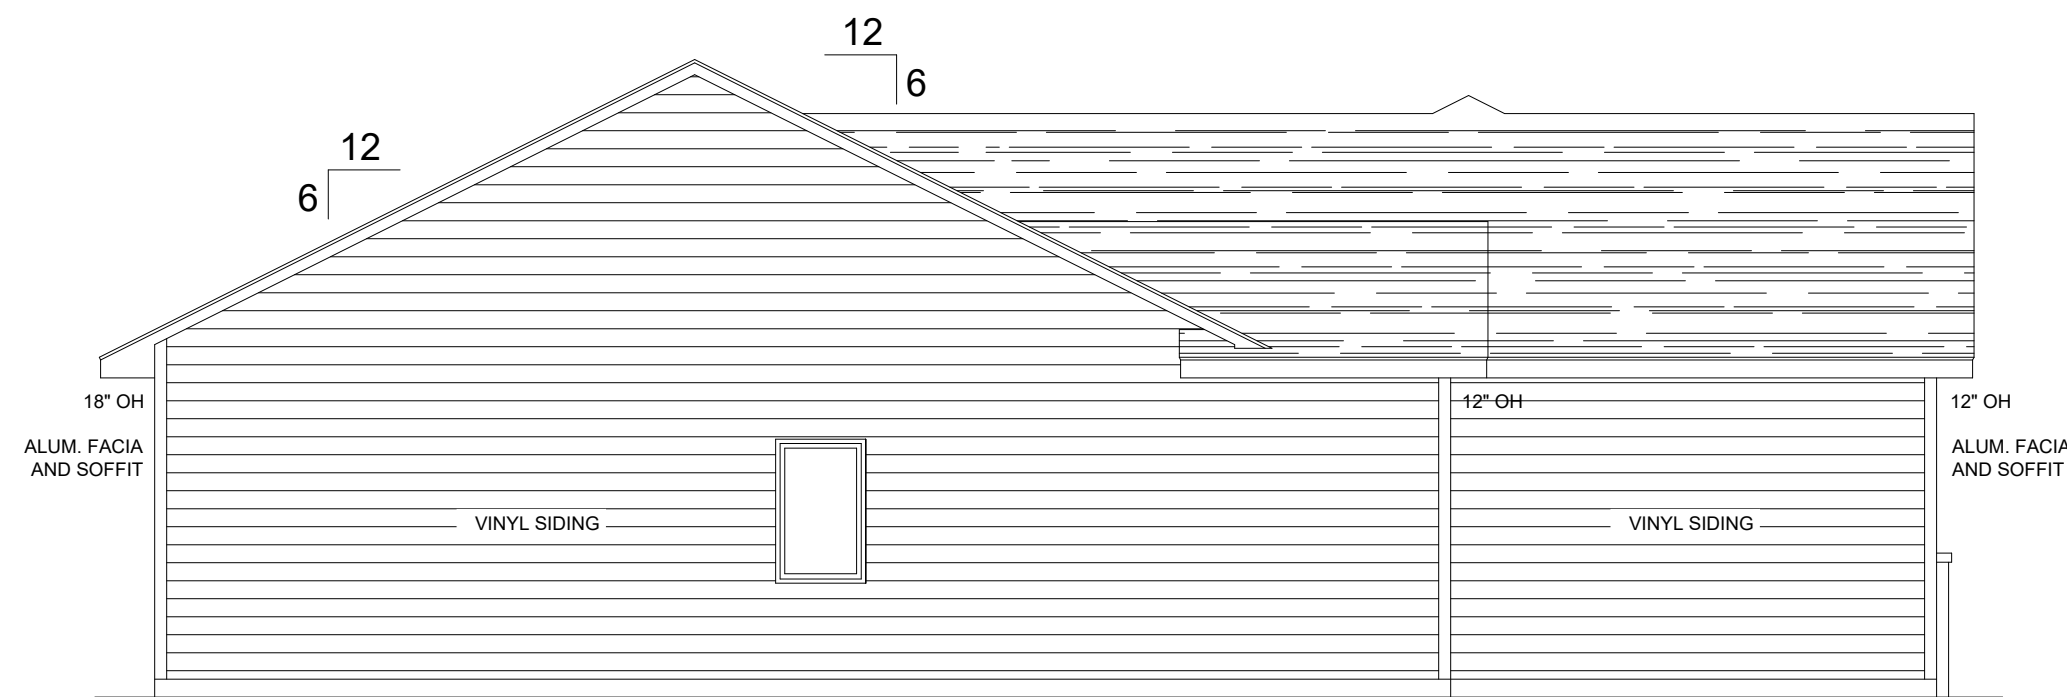 12
6
12
6
18" OH
12" OH
12" OH
ALUM. FACIA
AND SOFFIT
ALUM. FACIA
AND SOFFIT
VINYL SIDING
VINYL SIDING